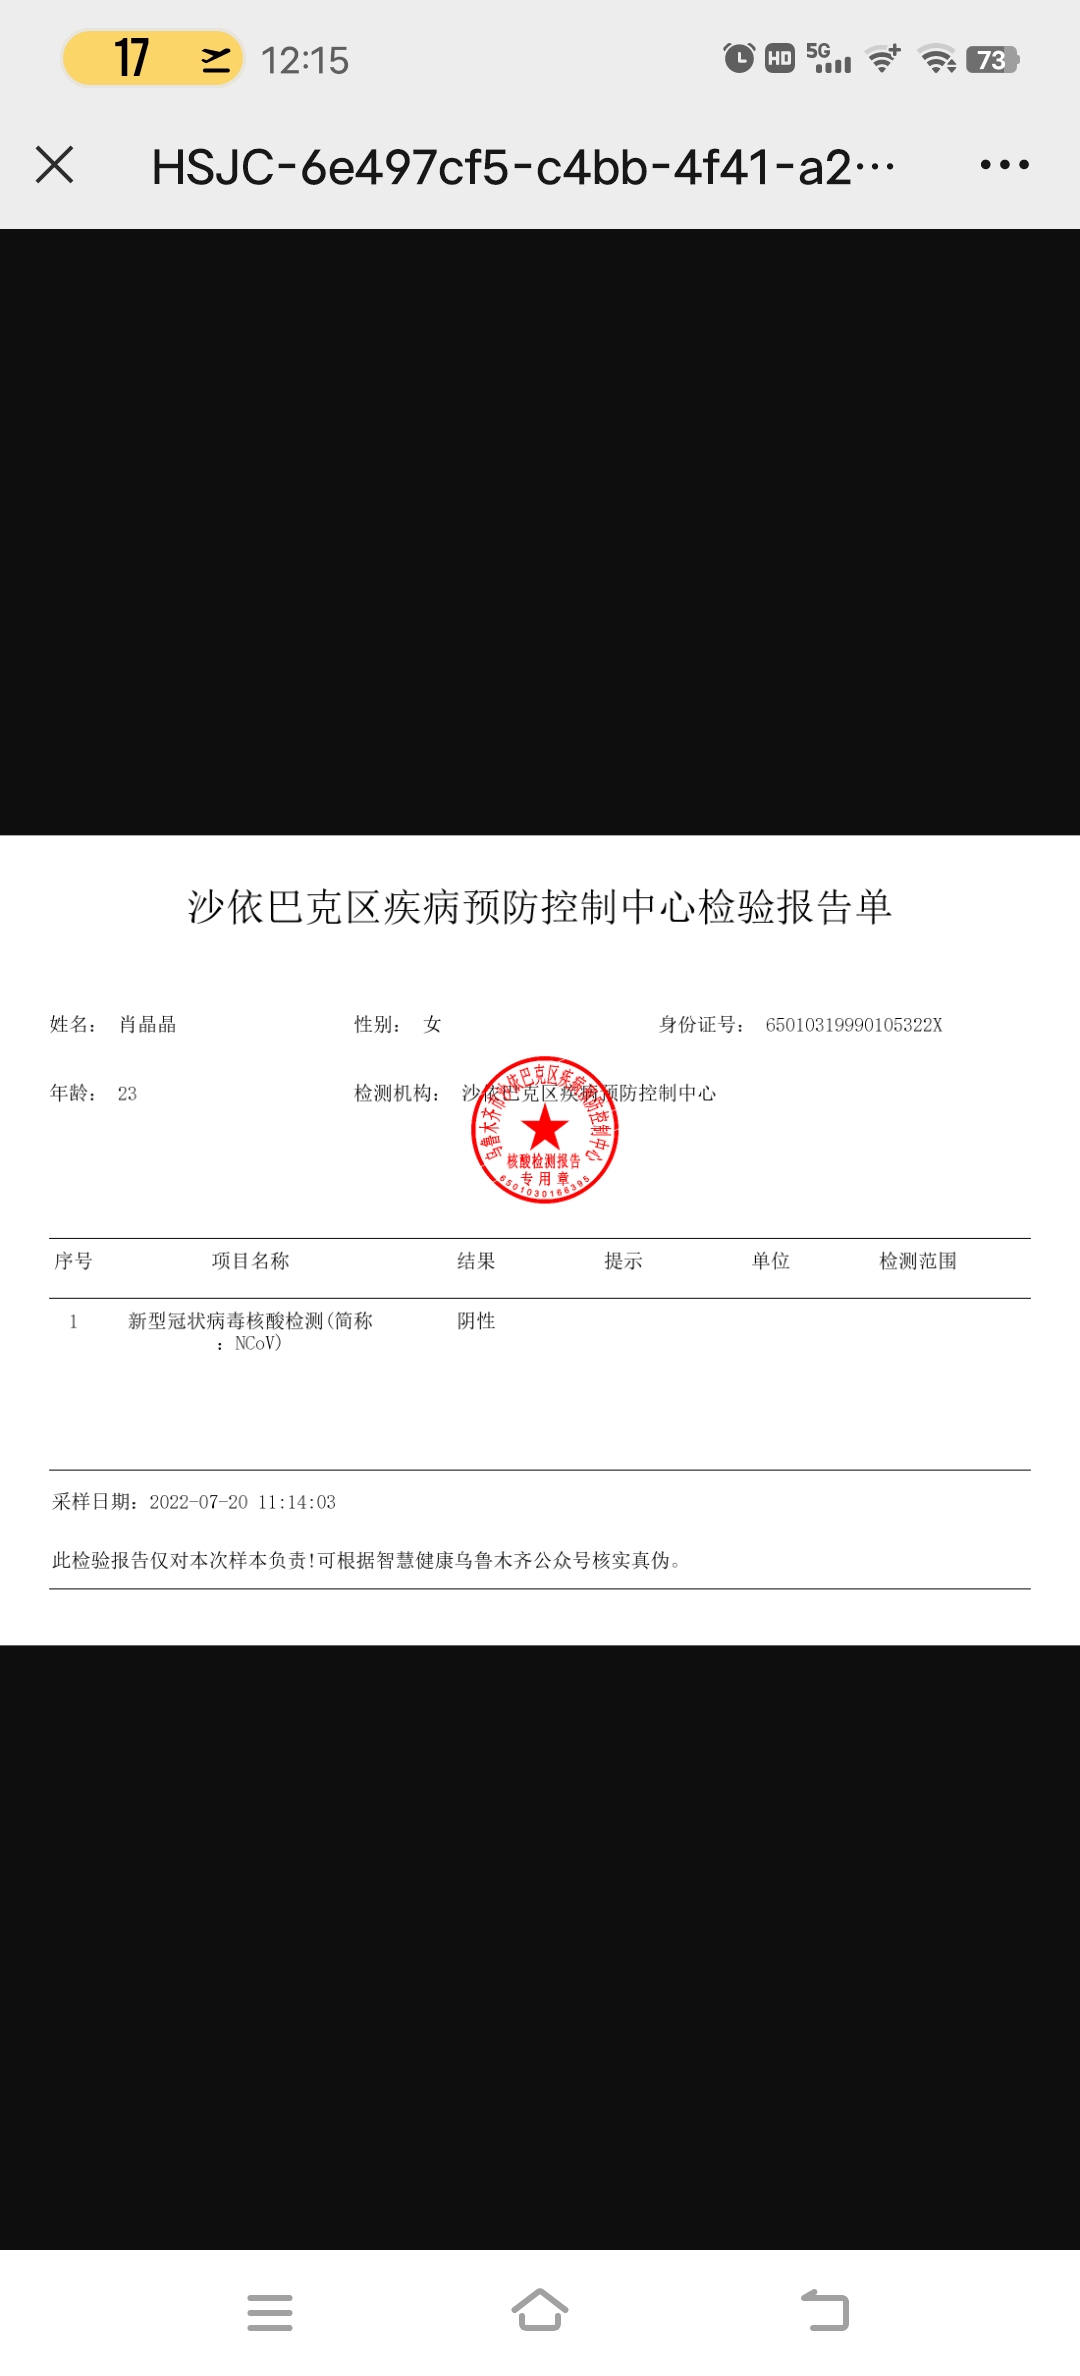 17 12:15 HD 5G 73
HSJC-6e497cf5-c4bb-4f41-a2…
沙依巴克区疾病预防控制中心检验报告单
姓名： 肖晶晶 性别： 女 身份证号： 65010319990105322X
年龄： 23 检测机构： 沙依巴克区疾病预防控制中心
乌鲁木齐市沙依巴克区疾病预防控制中心
核酸检测报告
专用章
6501030166395
序号 项目名称 结果 提示 单位 检测范围
1 新型冠状病毒核酸检测(简称 阴性
：NCoV)
采样日期：2022-07-20 11:14:03
此检验报告仅对本次样本负责!可根据智慧健康乌鲁木齐公众号核实真伪。